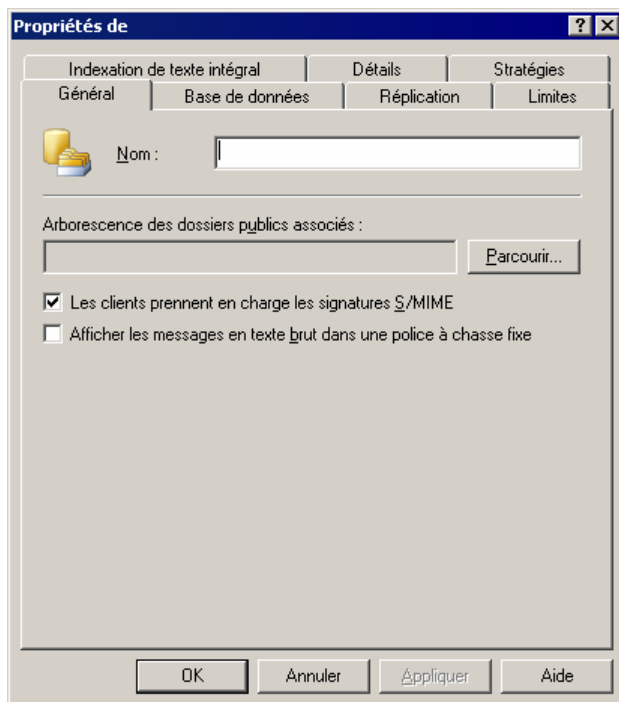 Propriétés de
Indexation de texte intégral Détails Stratégies
Général Base de données Réplication Limites
Nom :
Arborescence des dossiers publics associés :
Parcourir...
Les clients prennent en charge les signatures S/MIME
Afficher les messages en texte brut dans une police à chasse fixe
OK Annuler Appliquer Aide